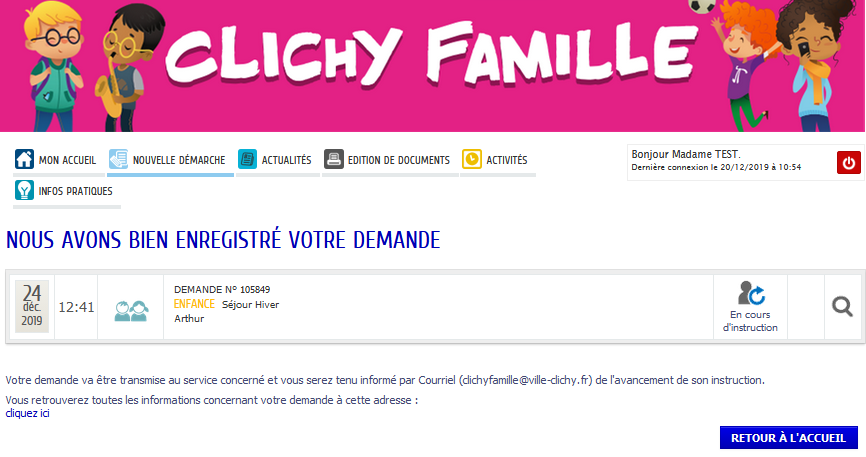 CLICHY FAMILLE
MON ACCUEIL
NOUVELLE DÉMARCHE
ACTUALITÉS
EDITION DE DOCUMENTS
ACTIVITÉS
Bonjour Madame TEST.
Dernière connexion le 20/12/2019 à 10:54
INFOS PRATIQUES
NOUS AVONS BIEN ENREGISTRÉ VOTRE DEMANDE
24
déc.
2019
12:41
DEMANDE N° 105849
ENFANCE Séjour Hiver
Arthur
En cours
d'instruction
Votre demande va être transmise au service concerné et vous serez tenu informé par Courriel (clichyfamille@ville-clichy.fr) de l'avancement de son instruction.
Vous retrouverez toutes les informations concernant votre demande à cette adresse :
cliquez ici
RETOUR À L'ACCUEIL